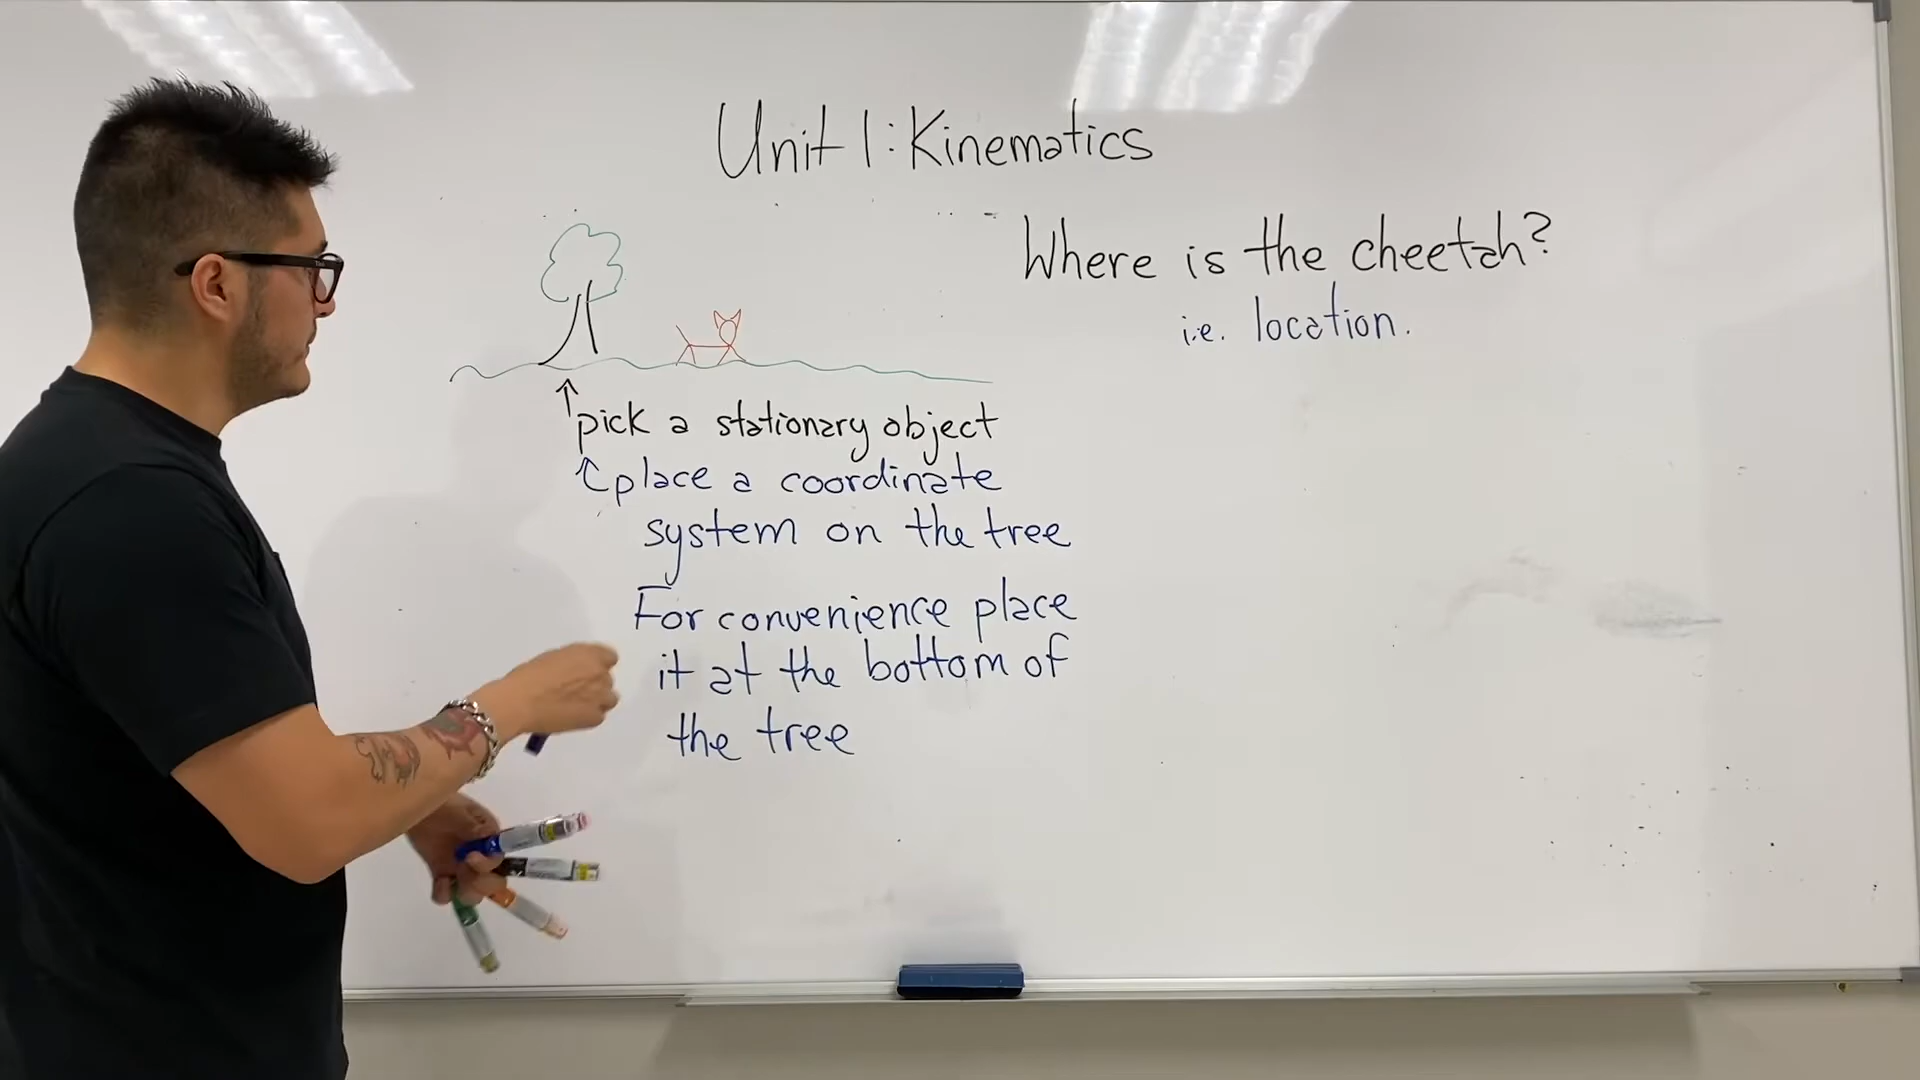 Unit 1: Kinematics
Where is the cheetah?
i.e. location.
pick a stationary object
place a coordinate
system on the tree
For convenience place
it at the bottom of
the tree